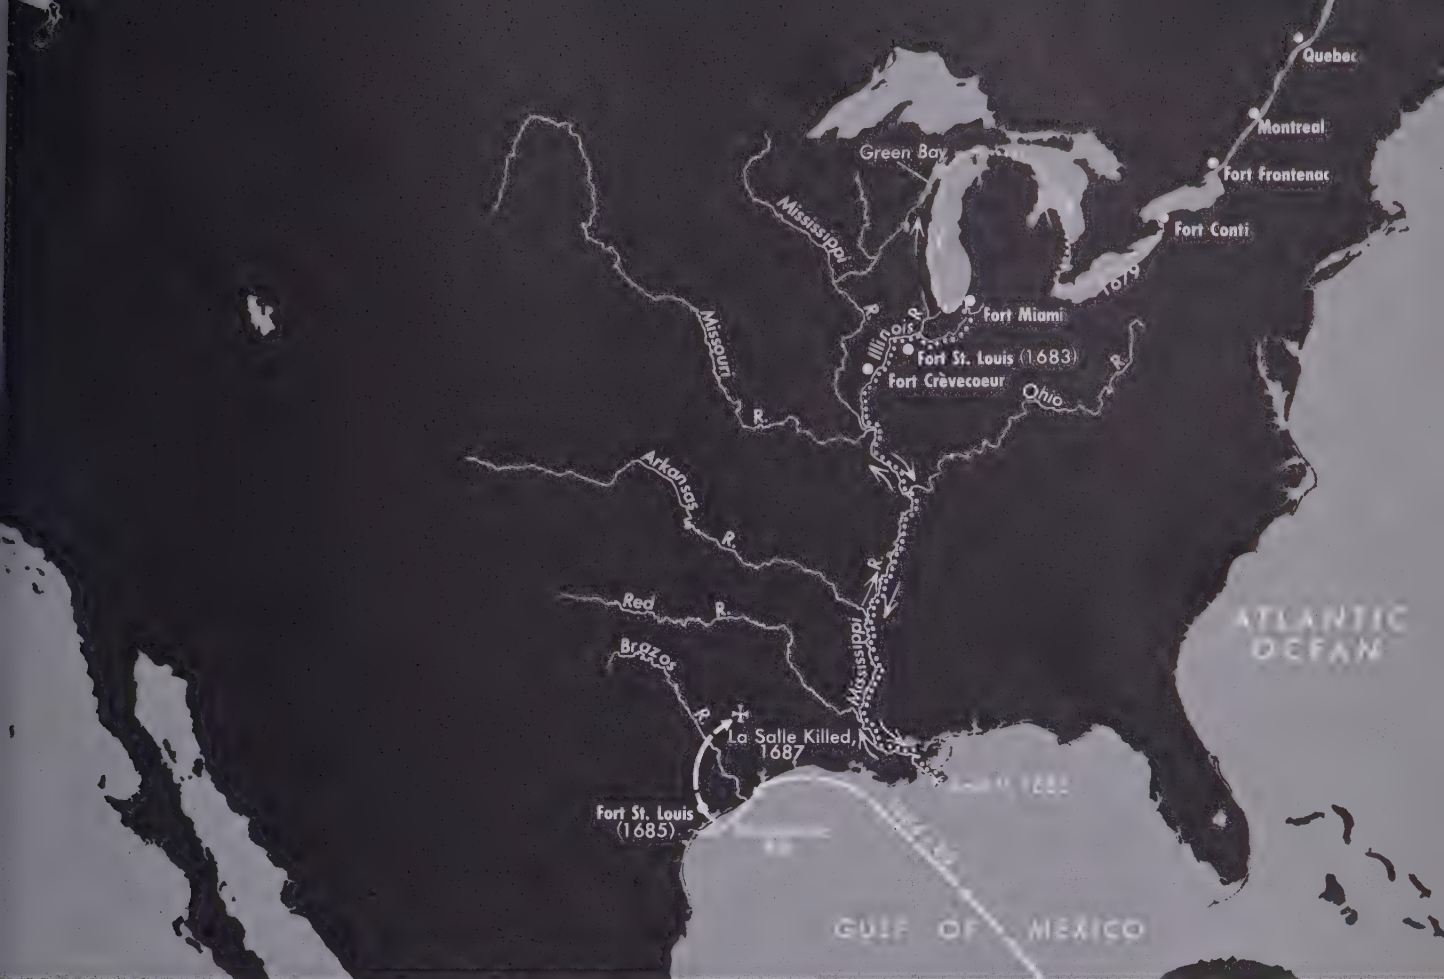 Quebec
Montreal
Green Bay
Fort Frontenac
Mississippi
Fort Conti
1679
R.
R.
Fort Miami
Missouri
Illinois
Fort St. Louis (1683)
R.
Fort Crèvecoeur
Ohio
R.
Arkansas
R.
R.
Red
R.
ATLANTIC
OCEAN
Brazos
Mississippi
R.
La Salle Killed,
1687
Fort St. Louis
(1685)
GULF OF MEXICO